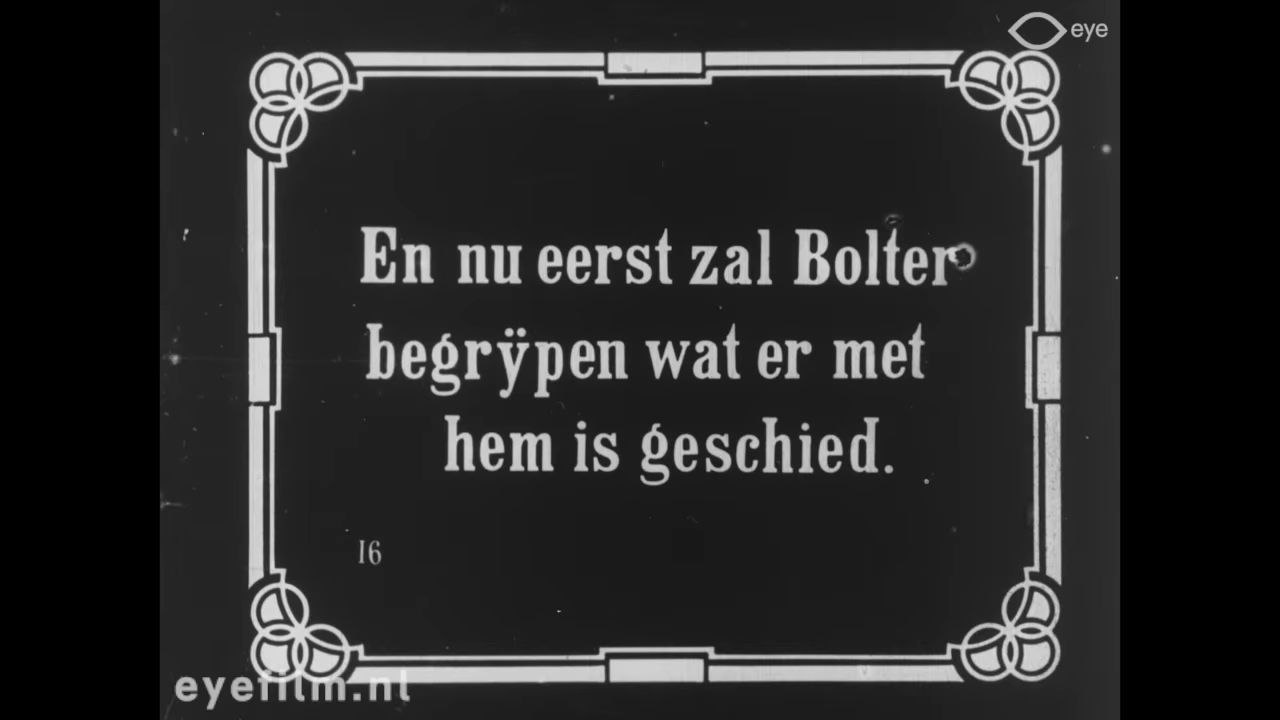 eye
En nu eerst zal Bolter
begrÿpen wat er met
hem is geschied.
16
eyefilm.nl